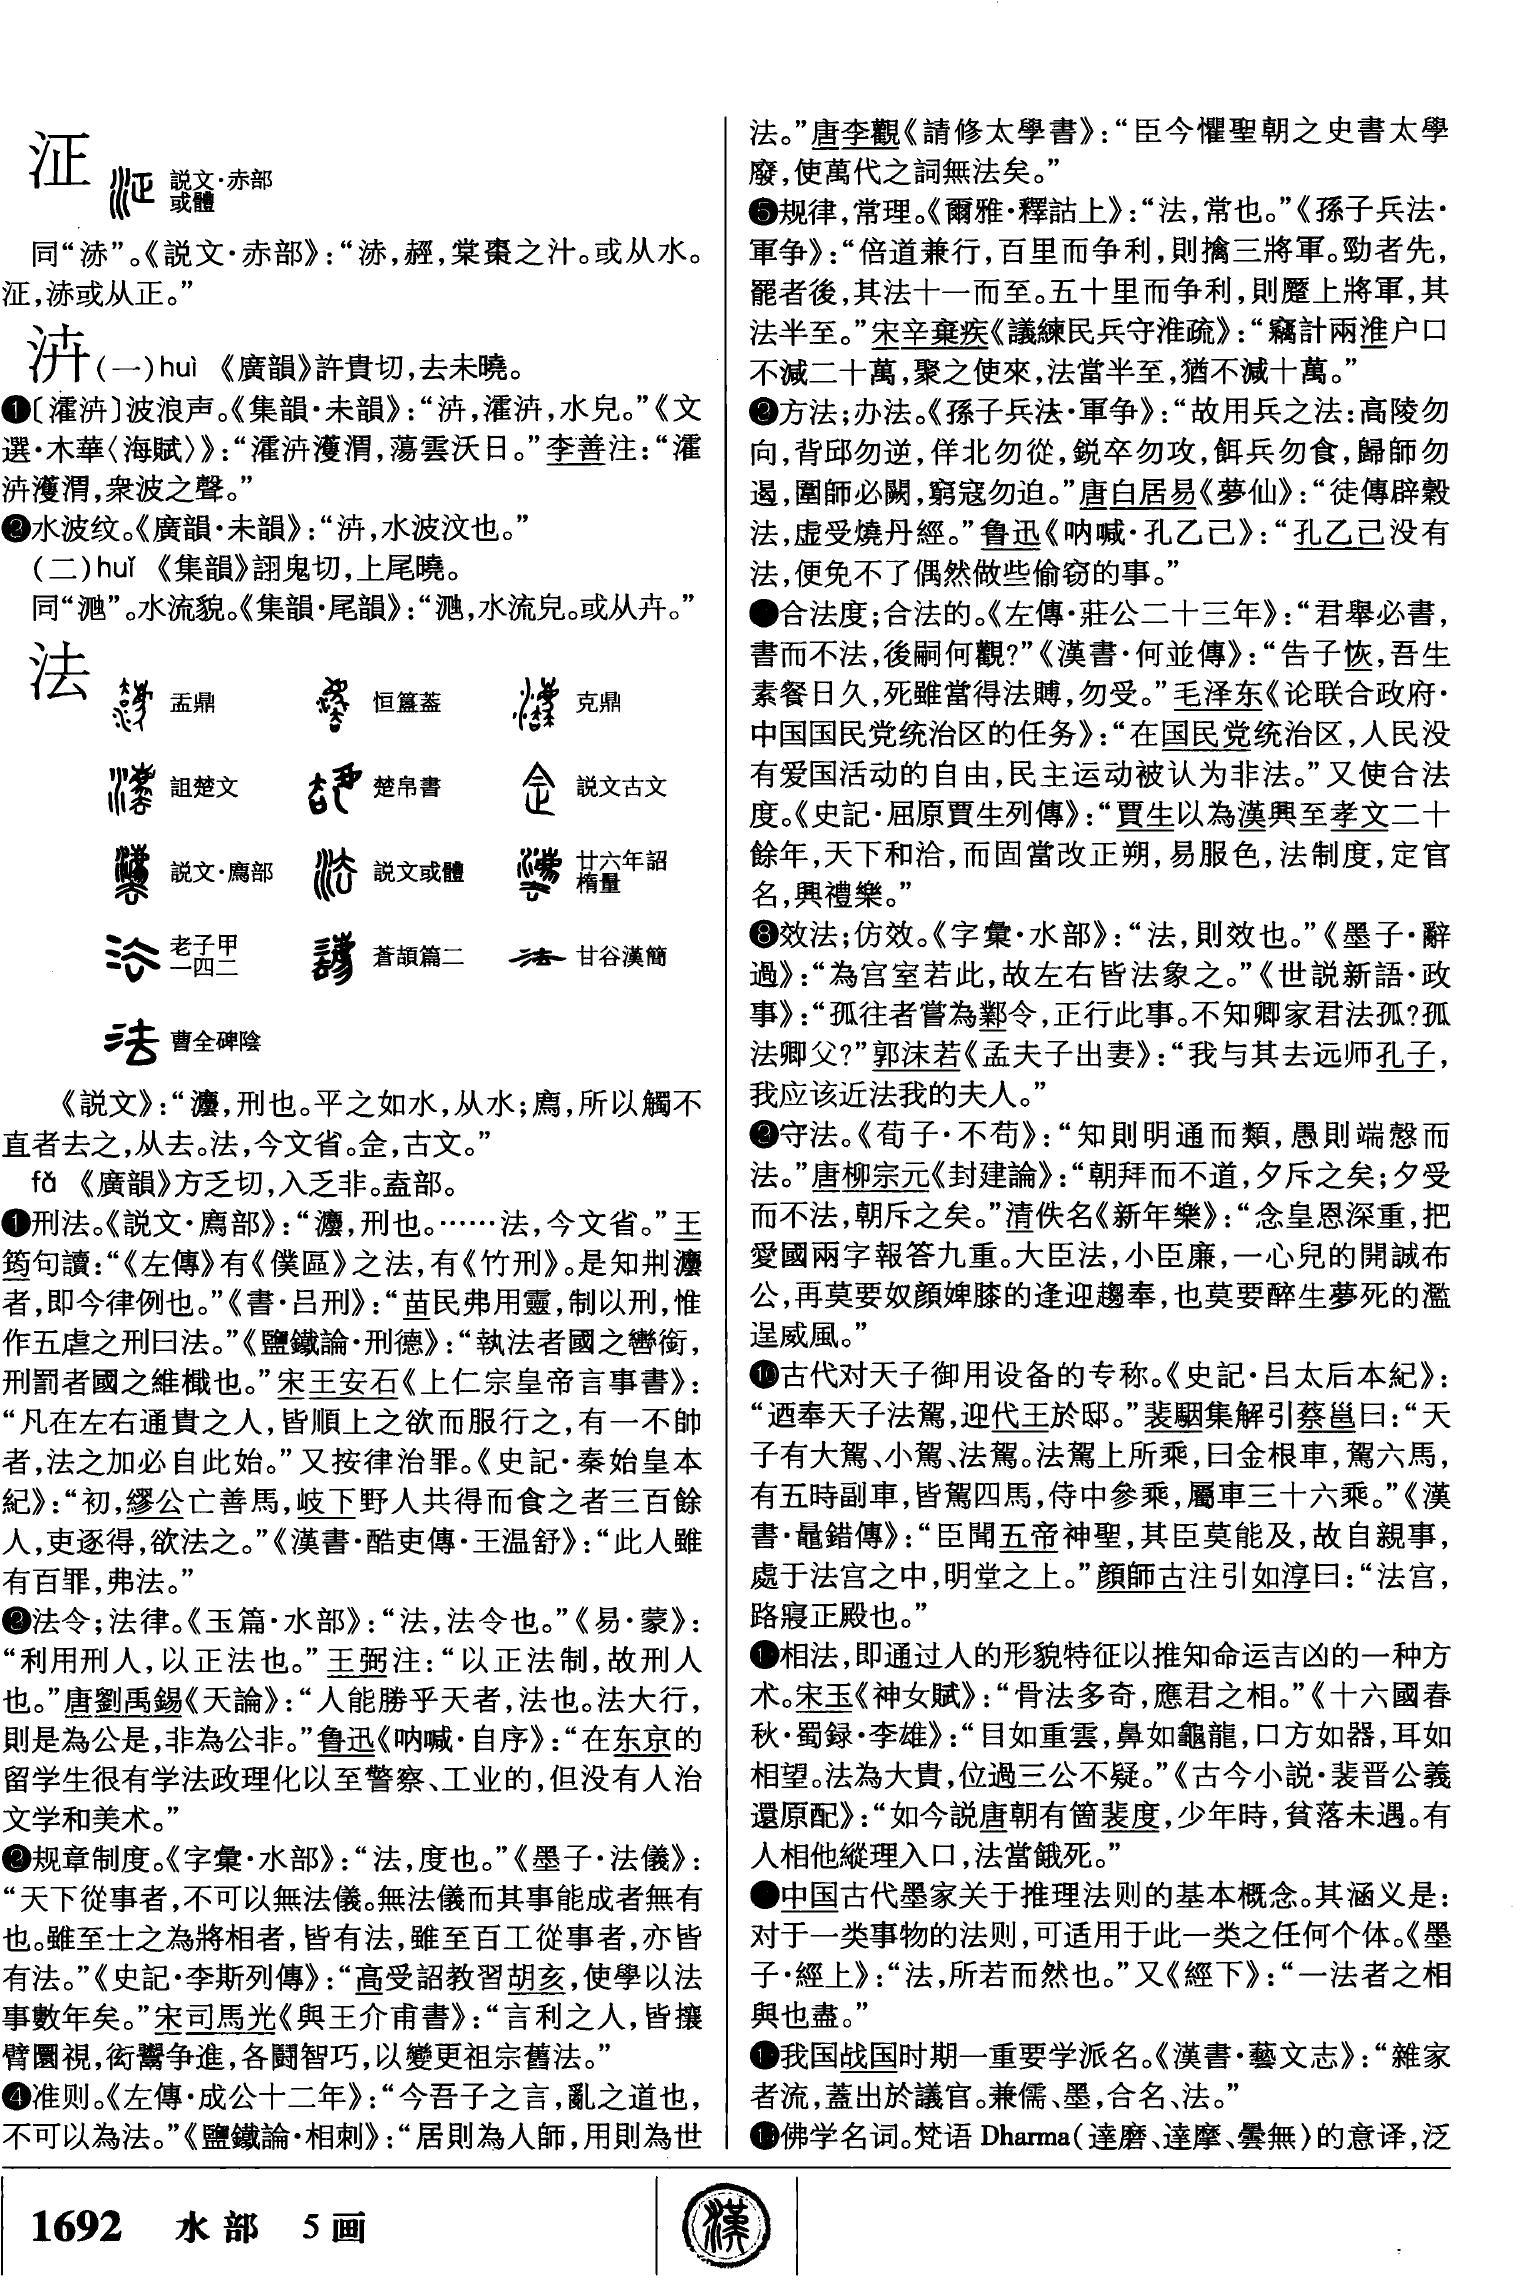 泟
説文·赤部
或體
同“浾”。《説文·赤部》：“浾，䞓，棠棗之汁。或从水。
泟，浾或从正。”
泋(一)huì 《廣韻》許貴切，去未曉。
❶〔瀖泋〕波浪声。《集韻·未韻》：“泋，瀖泋，水皃。”《文
選·木華〈海賦〉》：“瀖泋濩渭，蕩雲沃日。”李善注：“瀖
泋濩渭，衆波之聲。”
❷水波纹。《廣韻·未韻》：“泋，水波汶也。”
(二)huǐ 《集韻》詡鬼切，上尾曉。
同“𣶏”。水流貌。《集韻·尾韻》：“𣶏，水流皃。或从卉。”
法
盂鼎 恒簋蓋 克鼎
詛楚文 楚帛書 説文古文
説文·廌部 説文或體 廿六年詔
橢量
老子甲
一四二 蒼頡篇二 甘谷漢簡
曹全碑陰
《説文》：“灋，刑也。平之如水，从水；廌，所以觸不
直者去之，从去。法，今文省。佱，古文。”
fǎ 《廣韻》方乏切，入乏非。盍部。
❶刑法。《説文·廌部》：“灋，刑也。……法，今文省。”王
筠句讀：“《左傳》有《僕區》之法，有《竹刑》。是知荆灋
者，即今律例也。”《書·吕刑》：“苗民弗用靈，制以刑，惟
作五虐之刑曰法。”《鹽鐵論·刑德》：“執法者國之轡銜，
刑罰者國之維檝也。”宋王安石《上仁宗皇帝言事書》：
“凡在左右通貴之人，皆順上之欲而服行之，有一不帥
者，法之加必自此始。”又按律治罪。《史記·秦始皇本
紀》：“初，繆公亡善馬，岐下野人共得而食之者三百餘
人，吏逐得，欲法之。”《漢書·酷吏傳·王温舒》：“此人雖
有百罪，弗法。”
❷法令；法律。《玉篇·水部》：“法，法令也。”《易·蒙》：
“利用刑人，以正法也。”王弼注：“以正法制，故刑人
也。”唐劉禹錫《天論》：“人能勝乎天者，法也。法大行，
則是為公是，非為公非。”鲁迅《呐喊·自序》：“在东京的
留学生很有学法政理化以至警察、工业的，但没有人治
文学和美术。”
❷规章制度。《字彙·水部》：“法，度也。”《墨子·法儀》：
“天下從事者，不可以無法儀。無法儀而其事能成者無有
也。雖至士之為將相者，皆有法，雖至百工從事者，亦皆
有法。”《史記·李斯列傳》：“高受詔教習胡亥，使學以法
事數年矣。”宋司馬光《與王介甫書》：“言利之人，皆攘
臂圜視，衒鬻争進，各鬭智巧，以變更祖宗舊法。”
❹准则。《左傳·成公十二年》：“今吾子之言，亂之道也，
不可以為法。”《鹽鐵論·相刺》：“居則為人師，用則為世
法。”唐李觀《請修太學書》：“臣今懼聖朝之史書太學
廢，使萬代之詞無法矣。”
❺规律，常理。《爾雅·釋詁上》：“法，常也。”《孫子兵法·
軍争》：“倍道兼行，百里而争利，則擒三將軍。勁者先，
罷者後，其法十一而至。五十里而争利，則蹷上將軍，其
法半至。”宋辛棄疾《議練民兵守淮疏》：“竊計兩淮户口
不減二十萬，聚之使來，法當半至，猶不減十萬。”
❷方法；办法。《孫子兵法·軍争》：“故用兵之法：高陵勿
向，背邱勿逆，佯北勿從，鋭卒勿攻，餌兵勿食，歸師勿
遏，圍師必闕，窮寇勿迫。”唐白居易《夢仙》：“徒傳辟穀
法，虚受燒丹經。”鲁迅《呐喊·孔乙己》：“孔乙己没有
法，便免不了偶然做些偷窃的事。”
●合法度；合法的。《左傳·莊公二十三年》：“君舉必書，
書而不法，後嗣何觀？”《漢書·何並傳》：“告子恢，吾生
素餐日久，死雖當得法賻，勿受。”毛泽东《论联合政府·
中国国民党统治区的任务》：“在国民党统治区，人民没
有爱国活动的自由，民主运动被认为非法。”又使合法
度。《史記·屈原賈生列傳》：“賈生以為漢興至孝文二十
餘年，天下和洽，而固當改正朔，易服色，法制度，定官
名，興禮樂。”
❽效法；仿效。《字彙·水部》：“法，則效也。”《墨子·辭
過》：“為宫室若此，故左右皆法象之。”《世説新語·政
事》：“孤往者嘗為鄴令，正行此事。不知卿家君法孤？孤
法卿父？”郭沫若《孟夫子出妻》：“我与其去远师孔子，
我应该近法我的夫人。”
❷守法。《荀子·不苟》：“知則明通而類，愚則端慤而
法。”唐柳宗元《封建論》：“朝拜而不道，夕斥之矣；夕受
而不法，朝斥之矣。”清佚名《新年樂》：“念皇恩深重，把
愛國兩字報答九重。大臣法，小臣廉，一心兒的開誠布
公，再莫要奴顔婢膝的逢迎趨奉，也莫要醉生夢死的濫
逞威風。”
❿古代对天子御用设备的专称。《史記·吕太后本紀》：
“迺奉天子法駕，迎代王於邸。”裴駰集解引蔡邕曰：“天
子有大駕、小駕、法駕。法駕上所乘，曰金根車，駕六馬，
有五時副車，皆駕四馬，侍中參乘，屬車三十六乘。”《漢
書·鼂錯傳》：“臣聞五帝神聖，其臣莫能及，故自親事，
處于法宫之中，明堂之上。”顔師古注引如淳曰：“法宫，
路寢正殿也。”
●相法，即通过人的形貌特征以推知命运吉凶的一种方
术。宋玉《神女賦》：“骨法多奇，應君之相。”《十六國春
秋·蜀録·李雄》：“目如重雲，鼻如龜龍，口方如器，耳如
相望。法為大貴，位過三公不疑。”《古今小説·裴晋公義
還原配》：“如今説唐朝有箇裴度，少年時，貧落未遇。有
人相他縱理入口，法當餓死。”
●中国古代墨家关于推理法则的基本概念。其涵义是：
对于一类事物的法则，可适用于此一类之任何个体。《墨
子·經上》：“法，所若而然也。”又《經下》：“一法者之相
與也盡。”
●我国战国时期一重要学派名。《漢書·藝文志》：“雜家
者流，蓋出於議官。兼儒、墨，合名、法。”
●佛学名词。梵语 Dharma（達磨、達摩、曇無）的意译，泛
1692 水部 5画
漢